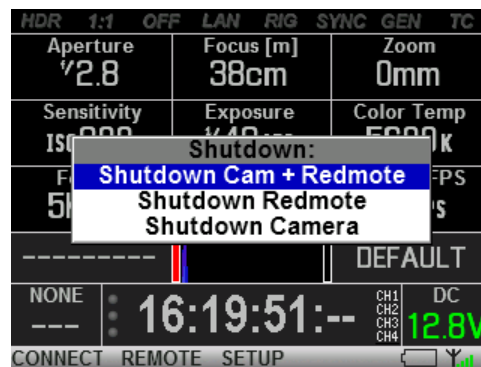 HDR 1:1 OFF LAN RIG SYNC GEN TC
Aperture Focus [m] Zoom
f/2.8 38cm 0mm
Sensitivity Exposure Color Temp
ISO K
Shutdown:
Shutdown Cam + Redmote FPS
Shutdown Redmote
Shutdown Camera
--------- DEFAULT
NONE CH1 DC
--- 16:19:51:-- CH2
CH3 12.8V
CH4
CONNECT REMOTE SETUP